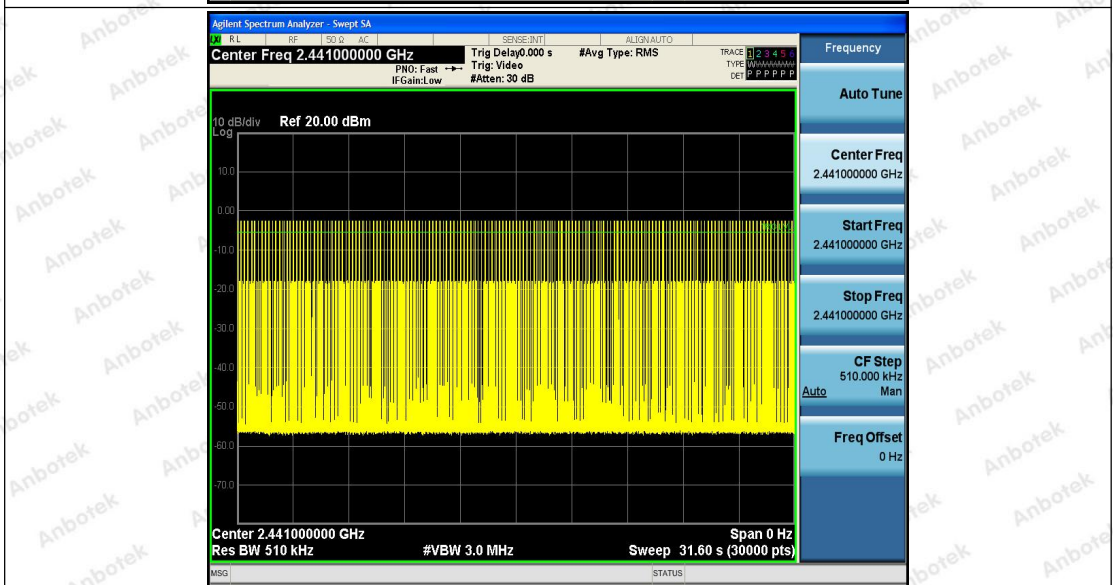 Agilent Spectrum Analyzer - Swept SA
RL RF 50 Ω AC SENSE:INT ALIGN AUTO
Center Freq 2.441000000 GHz
PNO: Fast
IFGain:Low
Trig Delay0.000 s
Trig: Video
#Atten: 30 dB
#Avg Type: RMS
TRACE 1 2 3 4 5 6
TYPE
DET P P P P P P
10 dB/div Ref 20.00 dBm
Log
10.0
0.00
-10.0
-20.0
-30.0
-40.0
-50.0
-60.0
-70.0
Center 2.441000000 GHz Span 0 Hz
Res BW 510 kHz #VBW 3.0 MHz Sweep 31.60 s (30000 pts)
MSG STATUS
Frequency
Auto Tune
Center Freq
2.441000000 GHz
Start Freq
2.441000000 GHz
Stop Freq
2.441000000 GHz
CF Step
510.000 kHz
Auto Man
Freq Offset
0 Hz
Anbotek